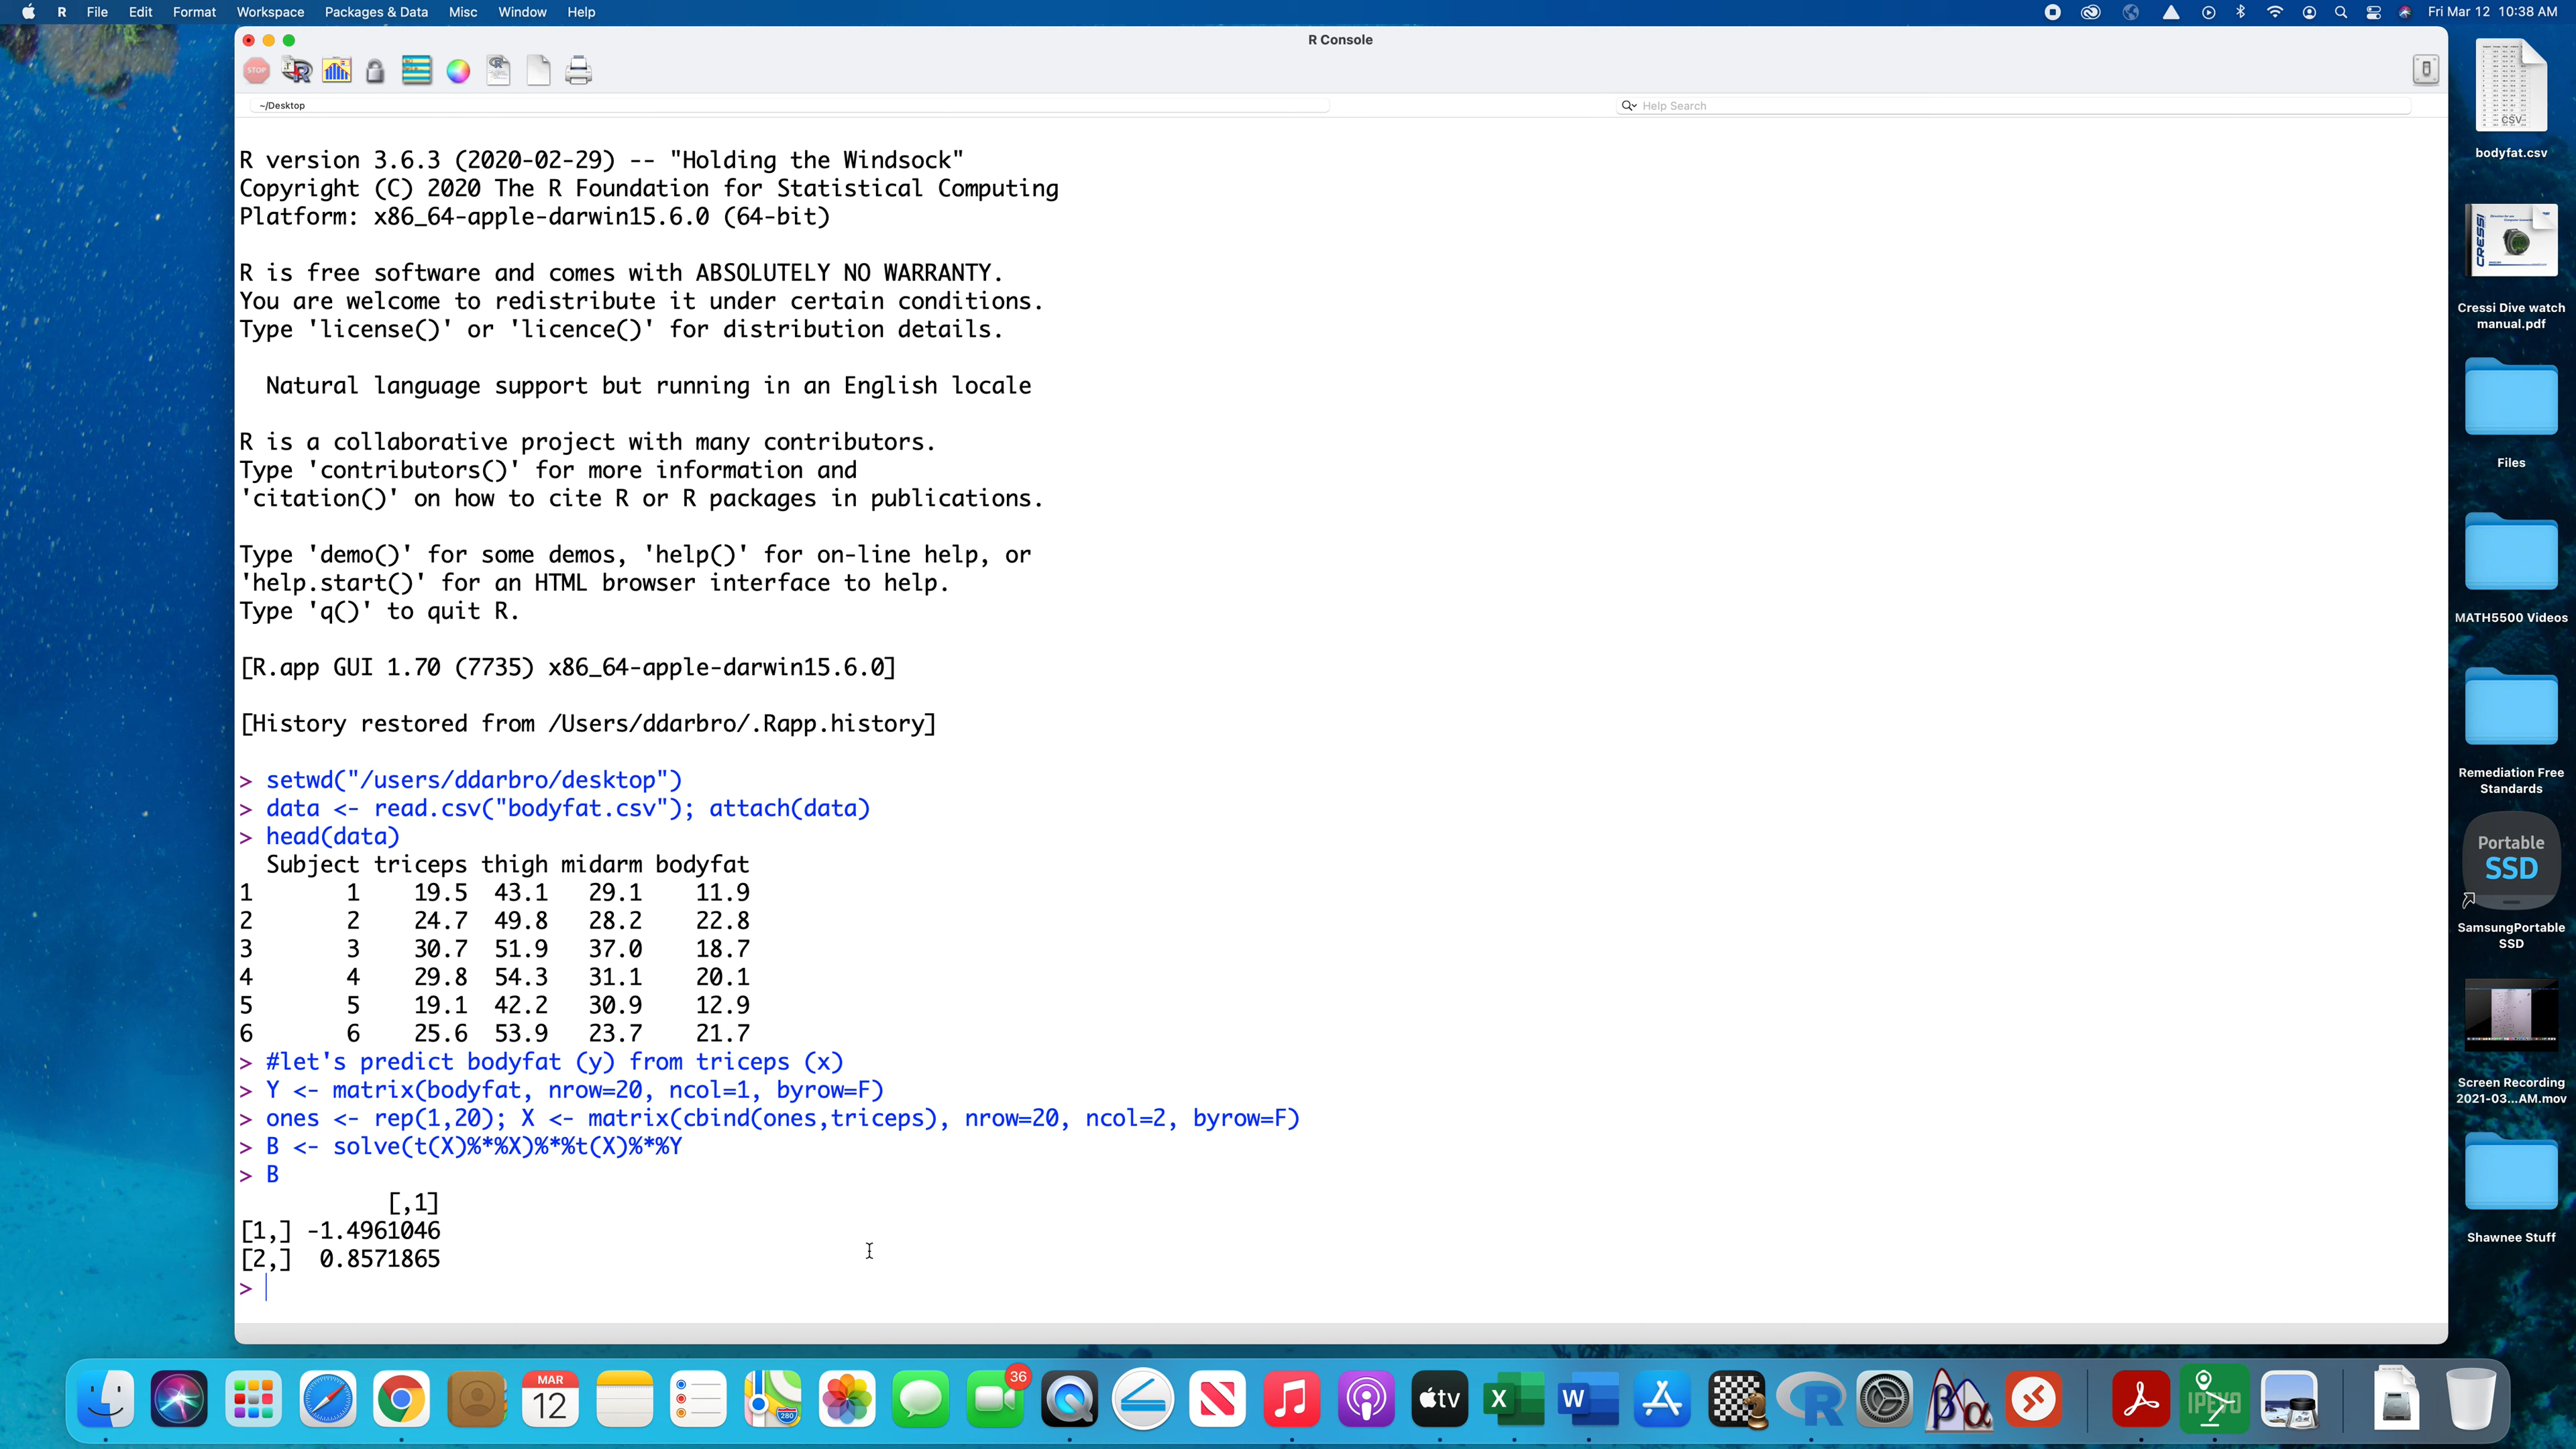 R File Edit Format Workspace Packages & Data Misc Window Help Fri Mar 12 10:38 AM
R Console
STOP
~/Desktop Help Search
R version 3.6.3 (2020-02-29) -- "Holding the Windsock"
Copyright (C) 2020 The R Foundation for Statistical Computing
Platform: x86_64-apple-darwin15.6.0 (64-bit)
R is free software and comes with ABSOLUTELY NO WARRANTY.
You are welcome to redistribute it under certain conditions.
Type 'license()' or 'licence()' for distribution details.
Natural language support but running in an English locale
R is a collaborative project with many contributors.
Type 'contributors()' for more information and
'citation()' on how to cite R or R packages in publications.
Type 'demo()' for some demos, 'help()' for on-line help, or
'help.start()' for an HTML browser interface to help.
Type 'q()' to quit R.
[R.app GUI 1.70 (7735) x86_64-apple-darwin15.6.0]
[History restored from /Users/ddarbro/.Rapp.history]
> setwd("/users/ddarbro/desktop")
> data <- read.csv("bodyfat.csv"); attach(data)
> head(data)
Subject triceps thigh midarm bodyfat
1 1 19.5 43.1 29.1 11.9
2 2 24.7 49.8 28.2 22.8
3 3 30.7 51.9 37.0 18.7
4 4 29.8 54.3 31.1 20.1
5 5 19.1 42.2 30.9 12.9
6 6 25.6 53.9 23.7 21.7
> #let's predict bodyfat (y) from triceps (x)
> Y <- matrix(bodyfat, nrow=20, ncol=1, byrow=F)
> ones <- rep(1,20); X <- matrix(cbind(ones,triceps), nrow=20, ncol=2, byrow=F)
> B <- solve(t(X)%*%X)%*%t(X)%*%Y
> B
[,1]
[1,] -1.4961046
[2,] 0.8571865
>
CSV
bodyfat.csv
CRESSI
Cressi Dive watch
manual.pdf
Files
MATH5500 Videos
Remediation Free
Standards
Portable
SSD
SamsungPortable
SSD
Screen Recording
2021-03...AM.mov
Shawnee Stuff
MAR
12
280
36
tv
X
W
R
β α
IPEVO